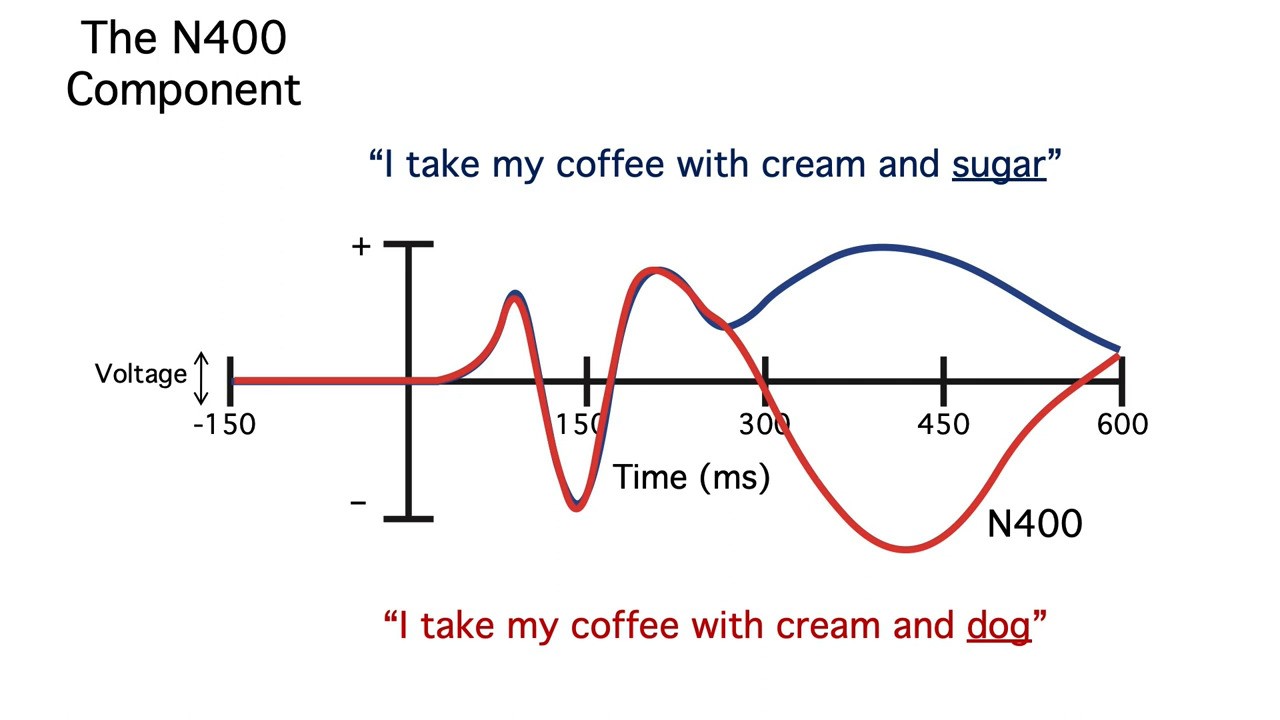 The N400
Component
“I take my coffee with cream and sugar”
+
Voltage
-150
150
300
450
600
–
Time (ms)
N400
“I take my coffee with cream and dog”